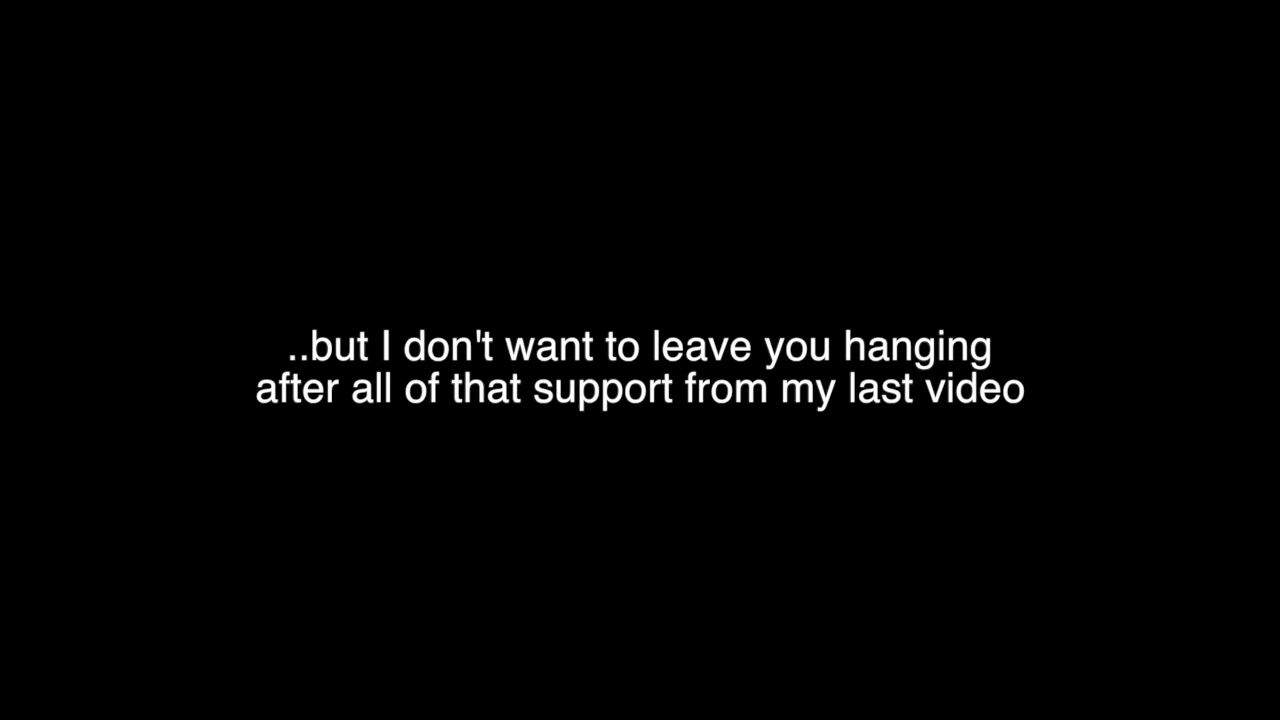 ..but I don't want to leave you hanging
after all of that support from my last video